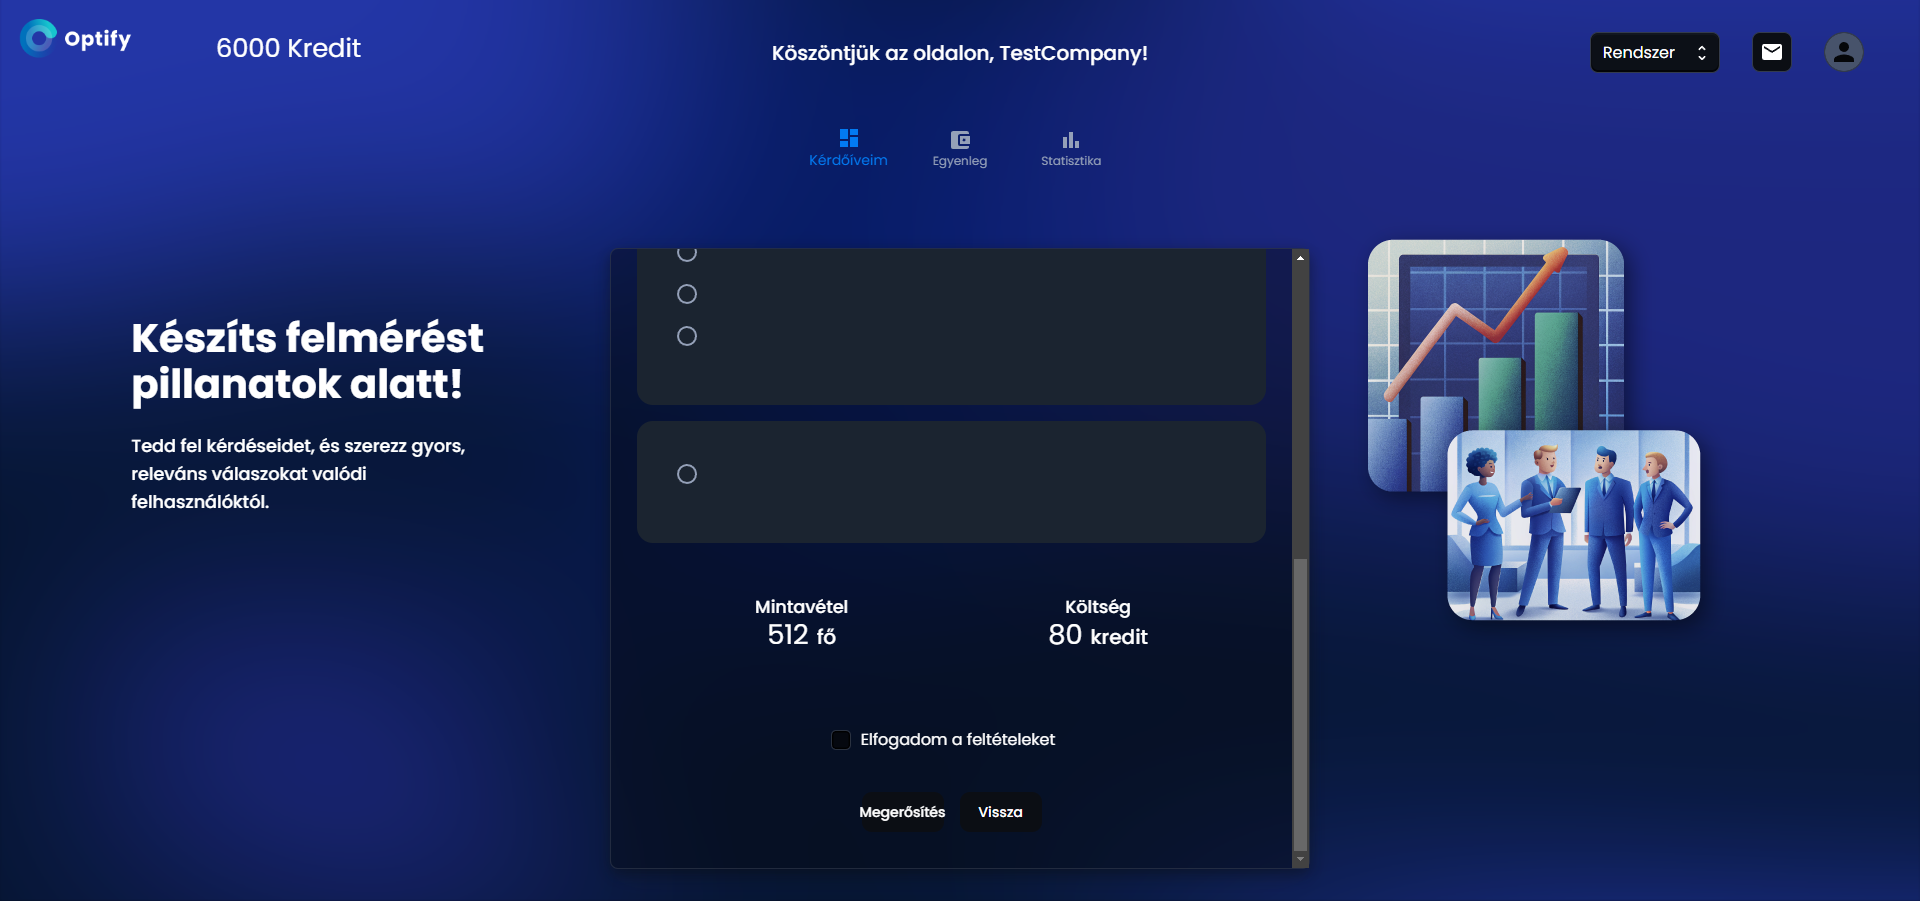 Optify
6000 Kredit
Köszöntjük az oldalon, TestCompany!
Rendszer
Kérdőíveim
Egyenleg
Statisztika
Készíts felmérést
pillanatok alatt!
Tedd fel kérdéseidet, és szerezz gyors,
releváns válaszokat valódi
felhasználóktól.
Mintavétel
512 fő
Költség
80 kredit
Elfogadom a feltételeket
Megerősítés
Vissza